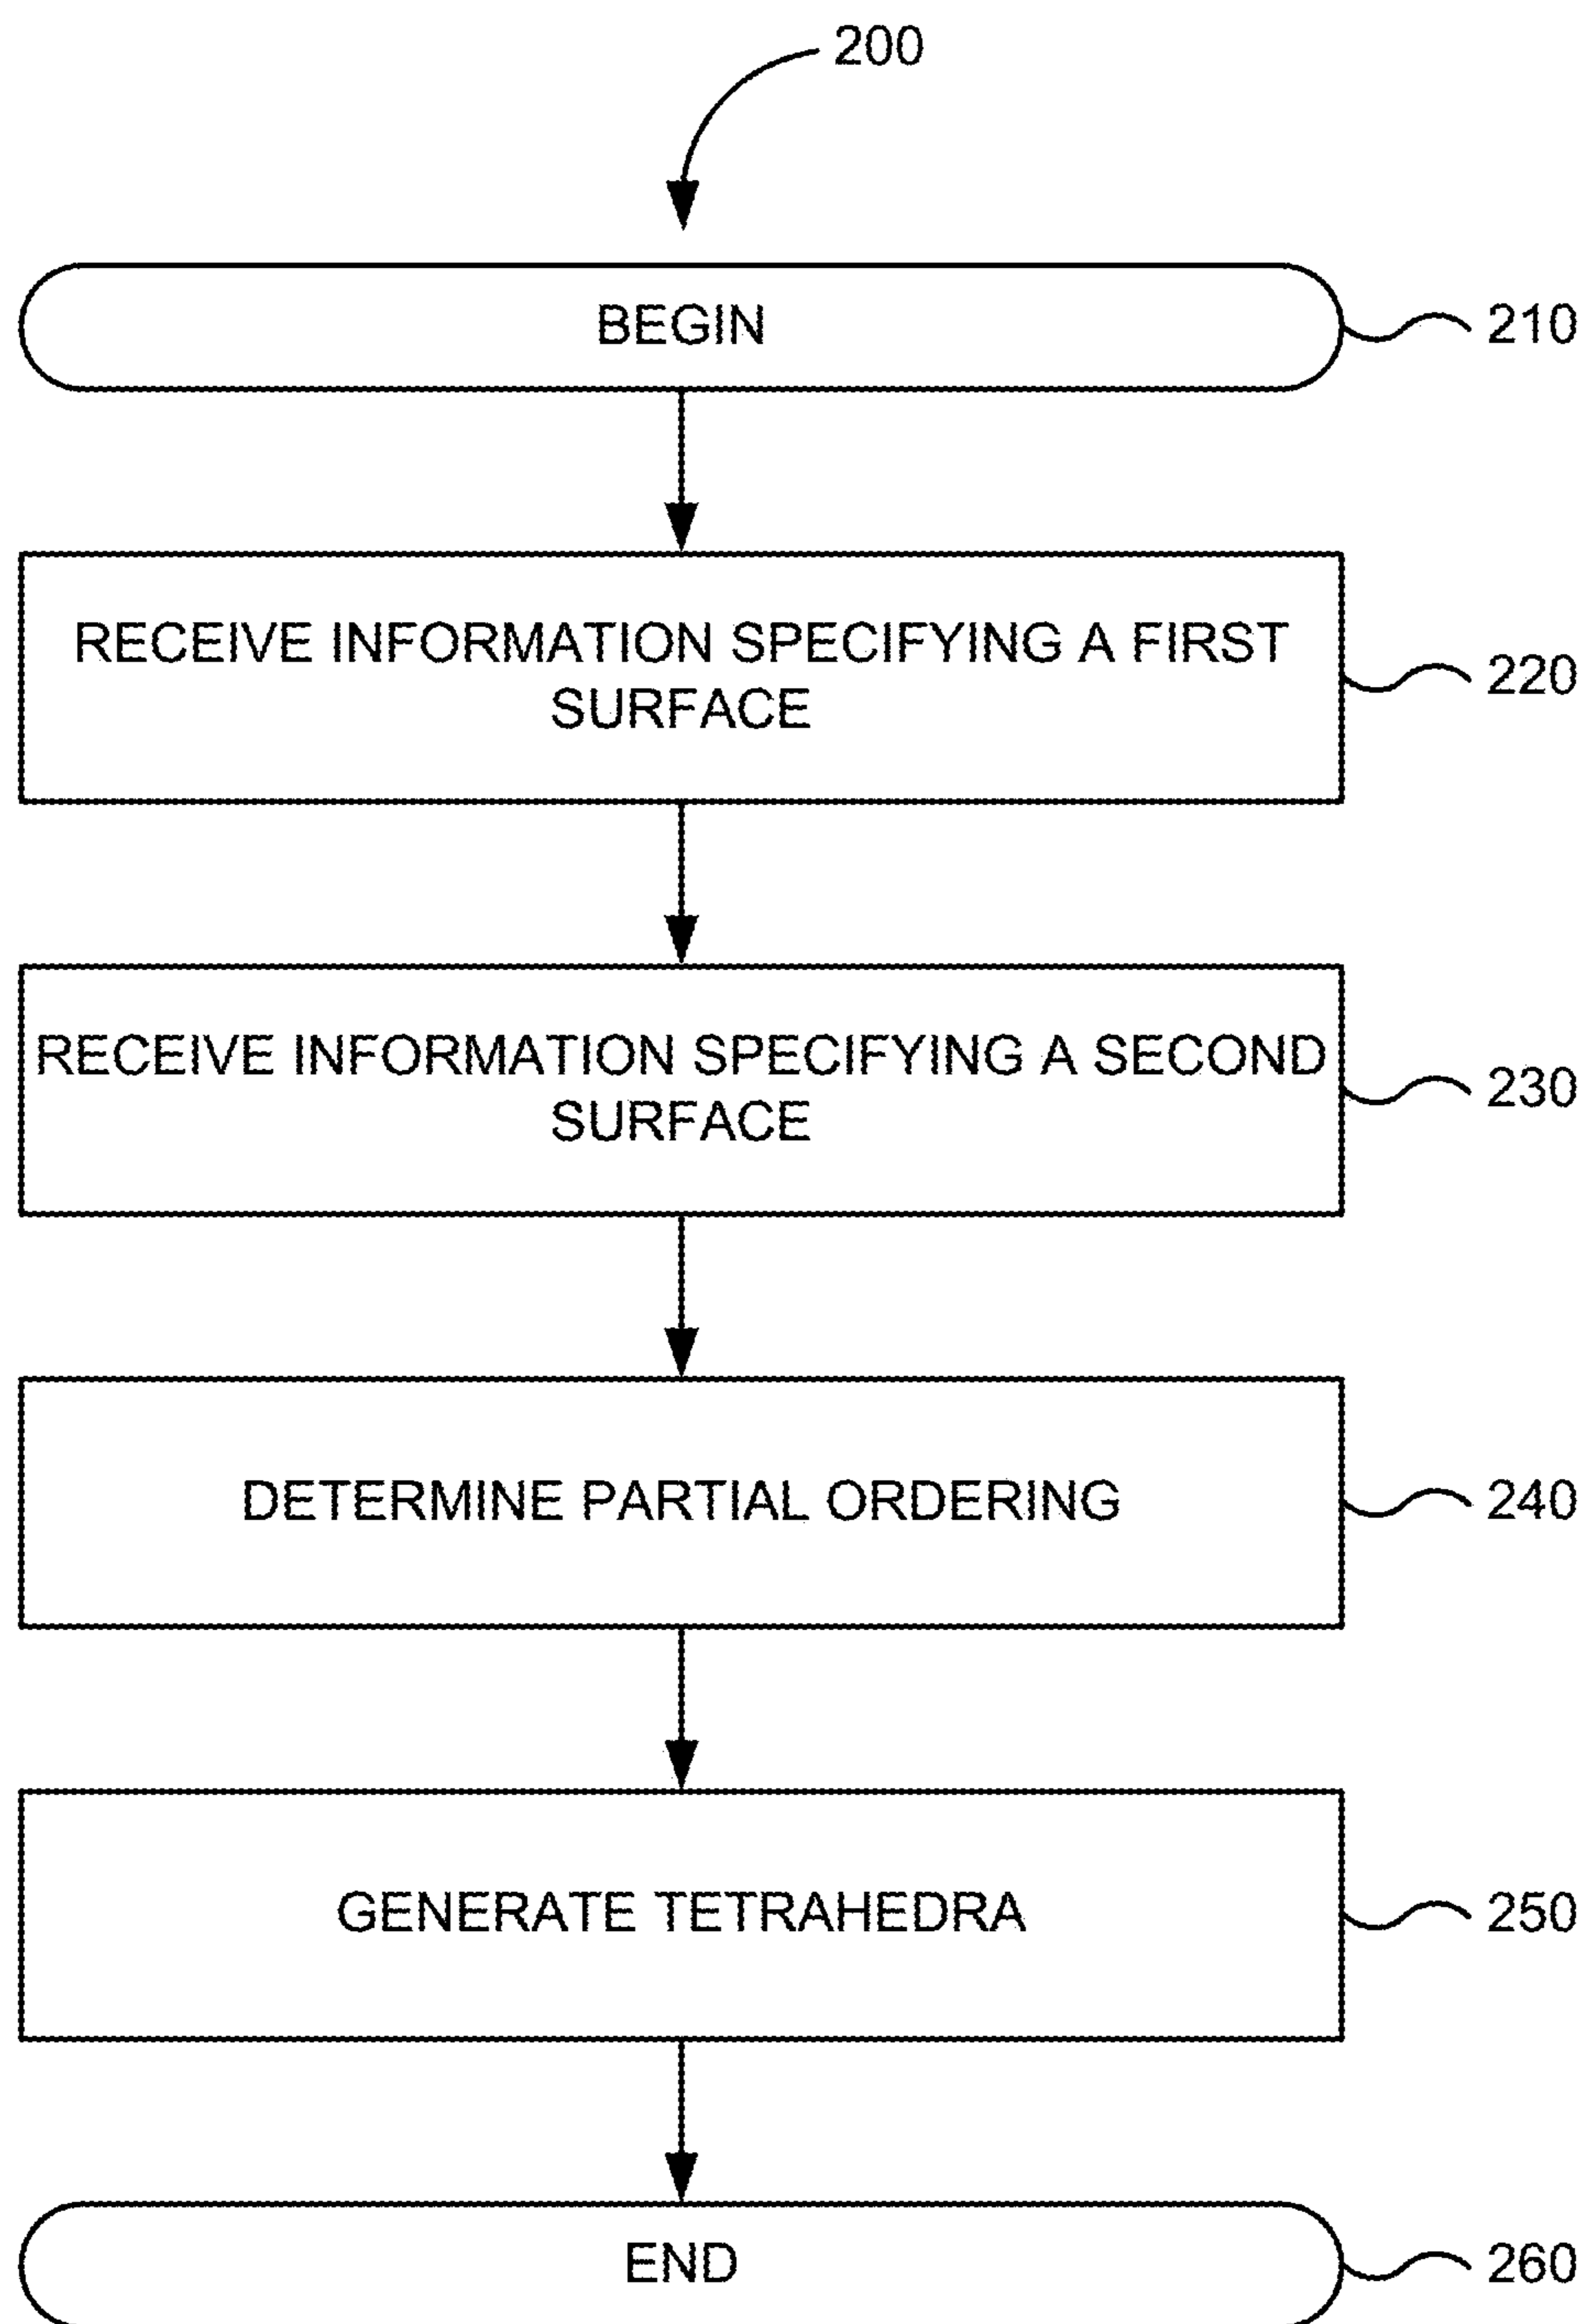 200
BEGIN
210
RECEIVE INFORMATION SPECIFYING A FIRST
SURFACE
220
RECEIVE INFORMATION SPECIFYING A SECOND
SURFACE
230
DETERMINE PARTIAL ORDERING
240
GENERATE TETRAHEDRA
250
END
260